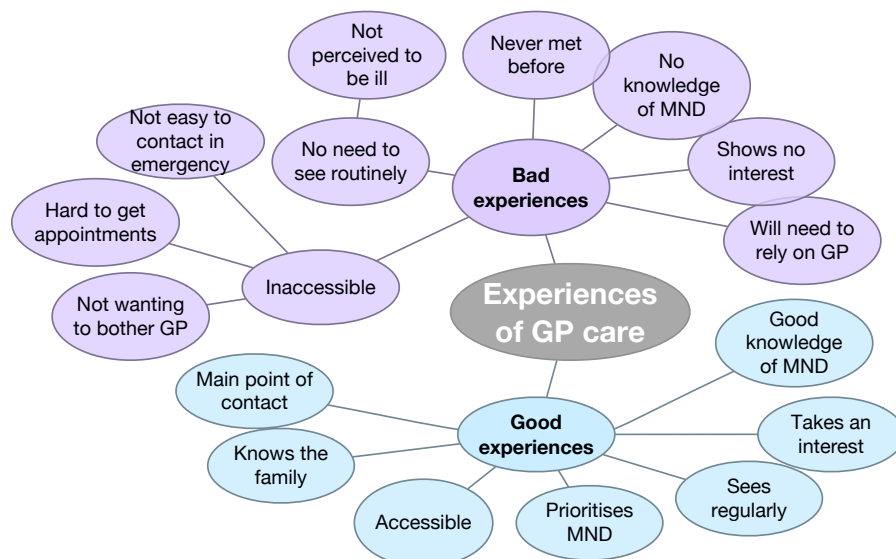 Not
perceived to
be ill
Never met
before
No
knowledge
of MND
Not easy to
contact in
emergency
No need to
see routinely
Bad
experiences
Shows no
interest
Hard to get
appointments
Will need to
rely on GP
Inaccessible
Not wanting
to bother GP
Experiences
of GP care
Good
knowledge
of MND
Main point of
contact
Good
experiences
Takes an
interest
Knows the
family
Sees
regularly
Accessible
Prioritises
MND